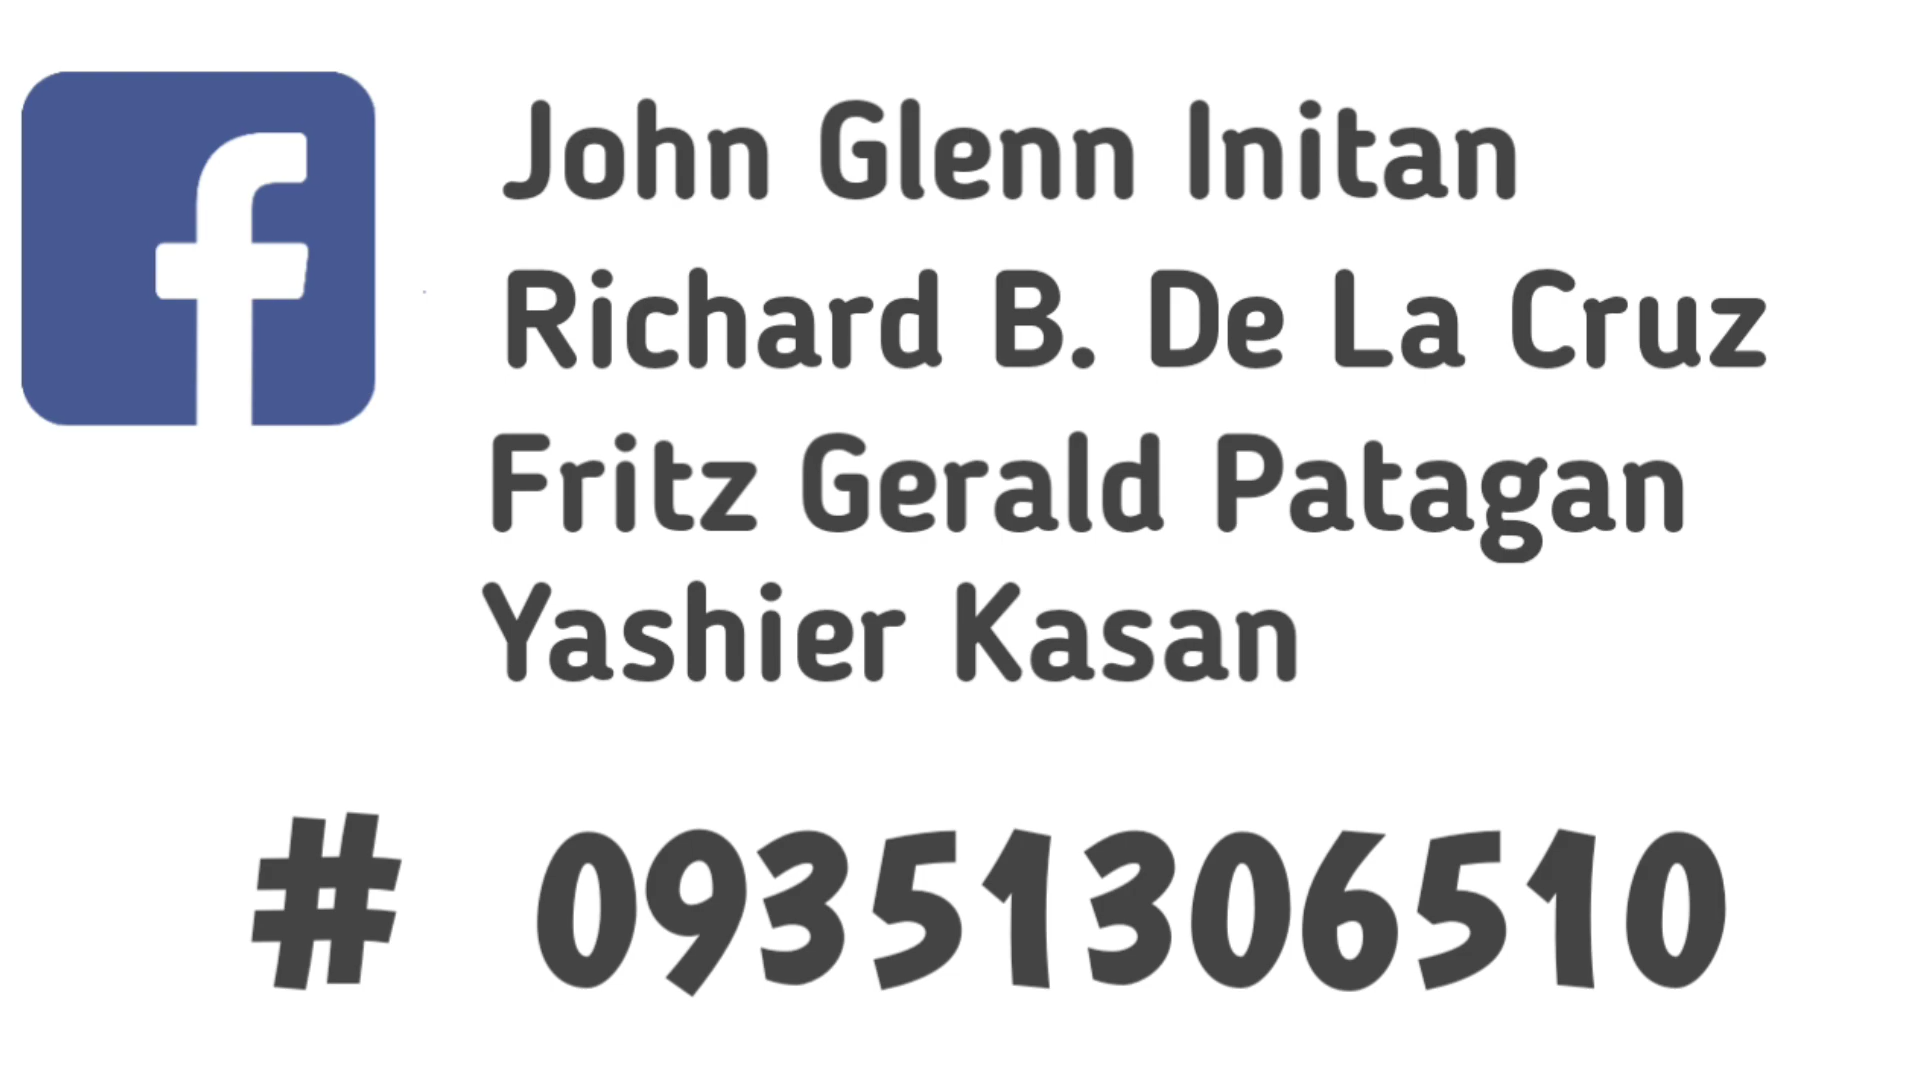 John Glenn Initan
Richard B. De La Cruz
Fritz Gerald Patagan
Yashier Kasan
# 09351306510